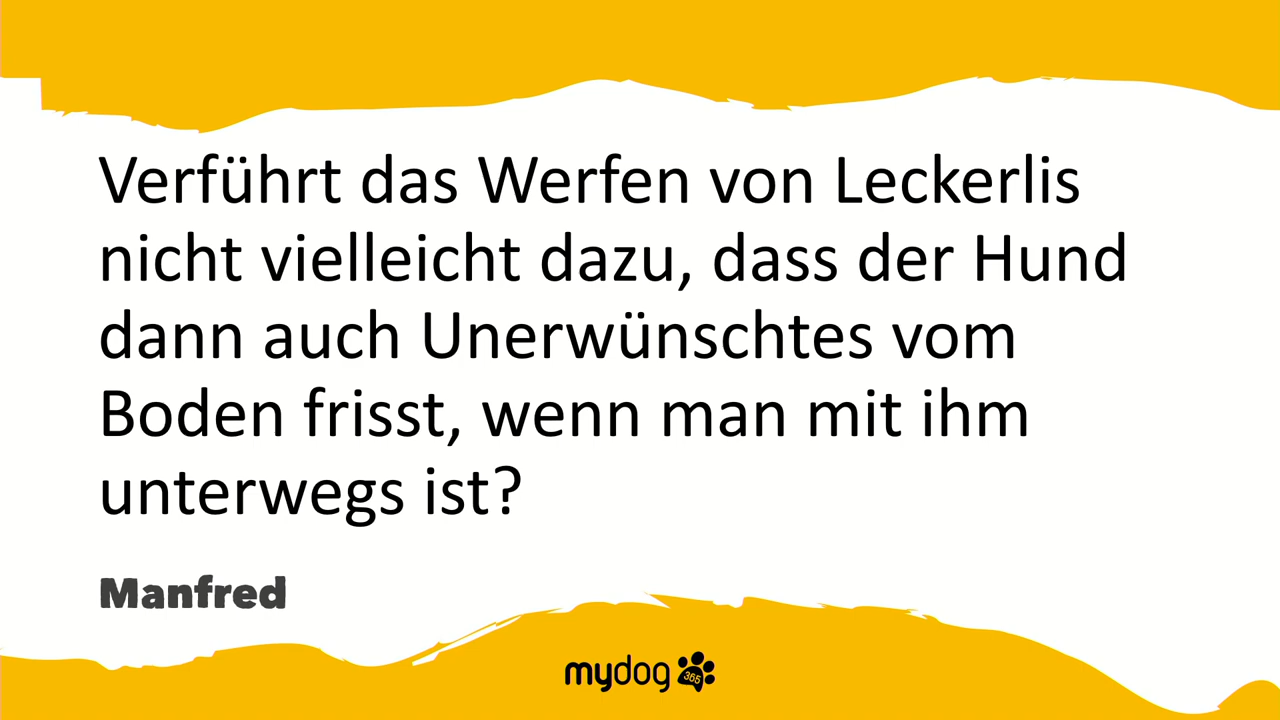 Verführt das Werfen von Leckerlis
nicht vielleicht dazu, dass der Hund
dann auch Unerwünschtes vom
Boden frisst, wenn man mit ihm
unterwegs ist?
Manfred
mydog 365